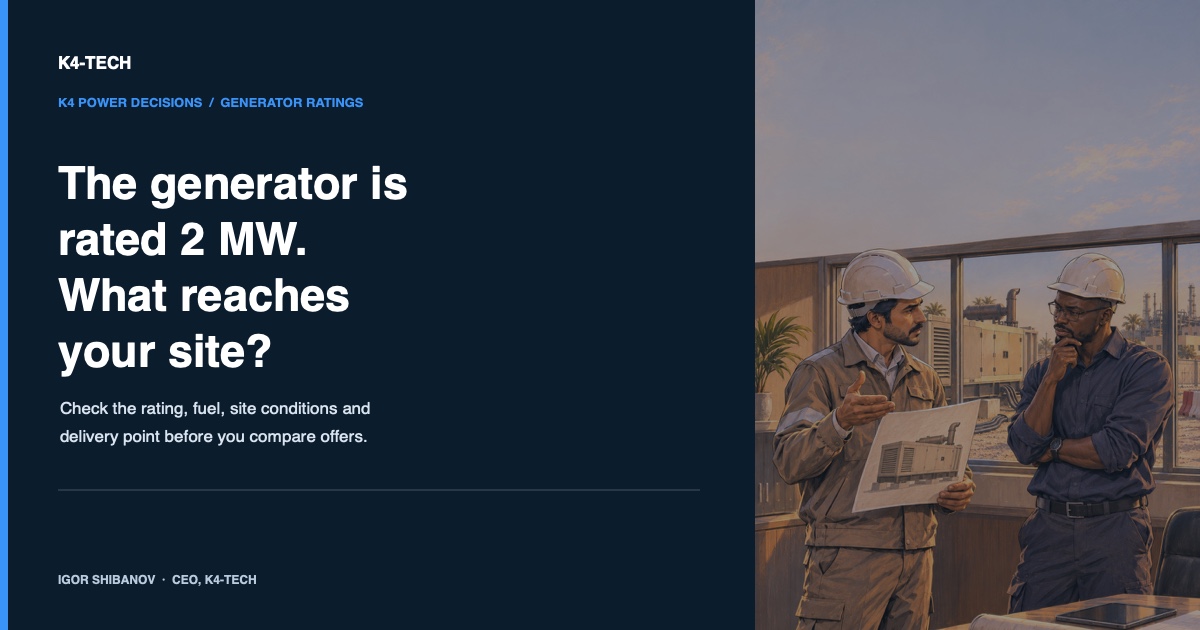 K4-TECH
K4 POWER DECISIONS / GENERATOR RATINGS
The generator is
rated 2 MW.
What reaches
your site?
Check the rating, fuel, site conditions and
delivery point before you compare offers.
IGOR SHIBANOV · CEO, K4-TECH